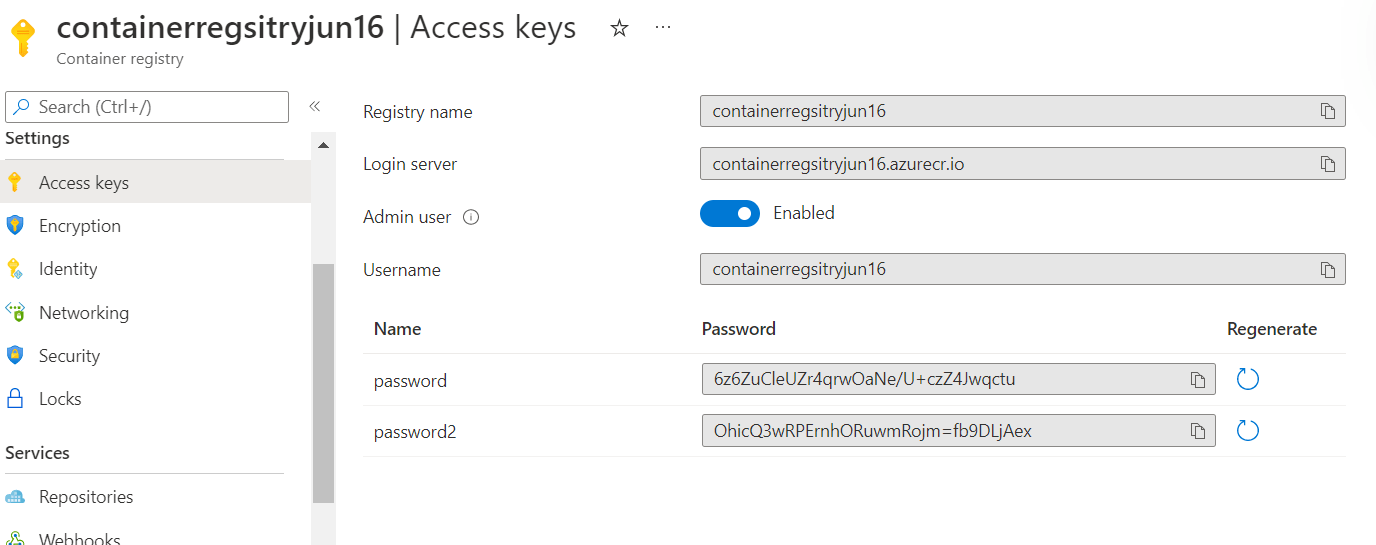 containerregsitryjun16 | Access keys
Container registry
Search (Ctrl+/)
Settings
Access keys
Encryption
Identity
Networking
Security
Locks
Services
Repositories
Webhooks
Registry name
containerregsitryjun16
Login server
containerregsitryjun16.azurecr.io
Admin user
Enabled
Username
containerregsitryjun16
Name Password Regenerate
password 6z6ZuCleUZr4qrwOaNe/U+czZ4Jwqctu
password2 OhicQ3wRPErnhORuwmRojm=fb9DLjAex